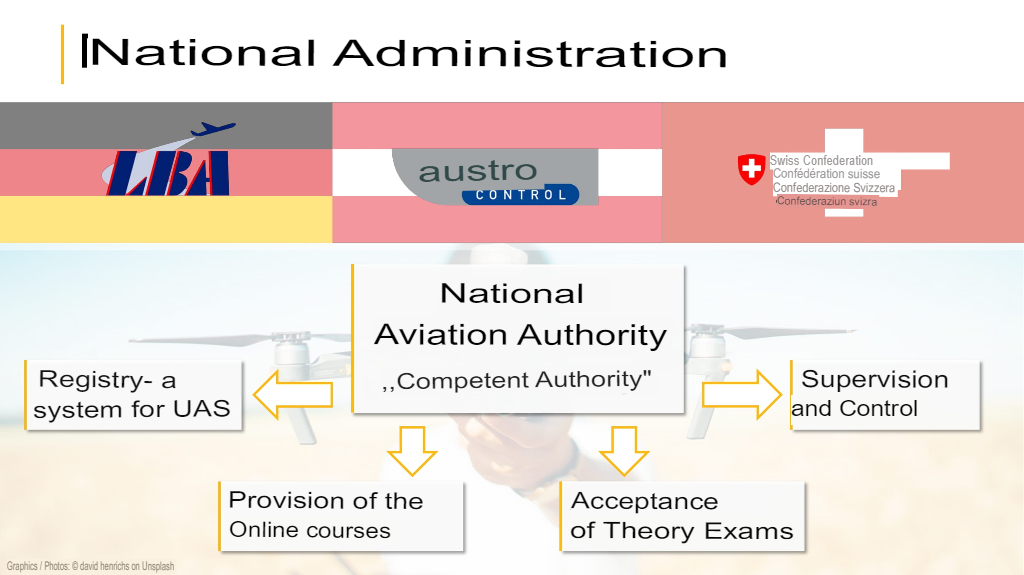 National Administration
LBA
austro
CONTROL
Swiss Confederation
Confédération suisse
Confederazione Svizzera
Confederaziun svizra
National
Aviation Authority
,,Competent Authority"
Registry- a
system for UAS
Supervision
and Control
Provision of the
Online courses
Acceptance
of Theory Exams
Graphics / Photos: © david henrichs on Unsplash